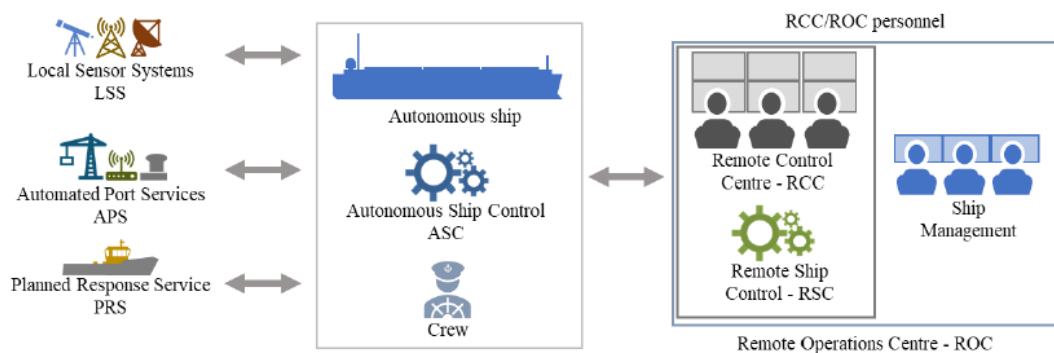 Local Sensor Systems
LSS
Automated Port Services
APS
Planned Response Service
PRS
Autonomous ship
Autonomous Ship Control
ASC
Crew
RCC/ROC personnel
Remote Control
Centre - RCC
Remote Ship
Control - RSC
Ship
Management
Remote Operations Centre - ROC